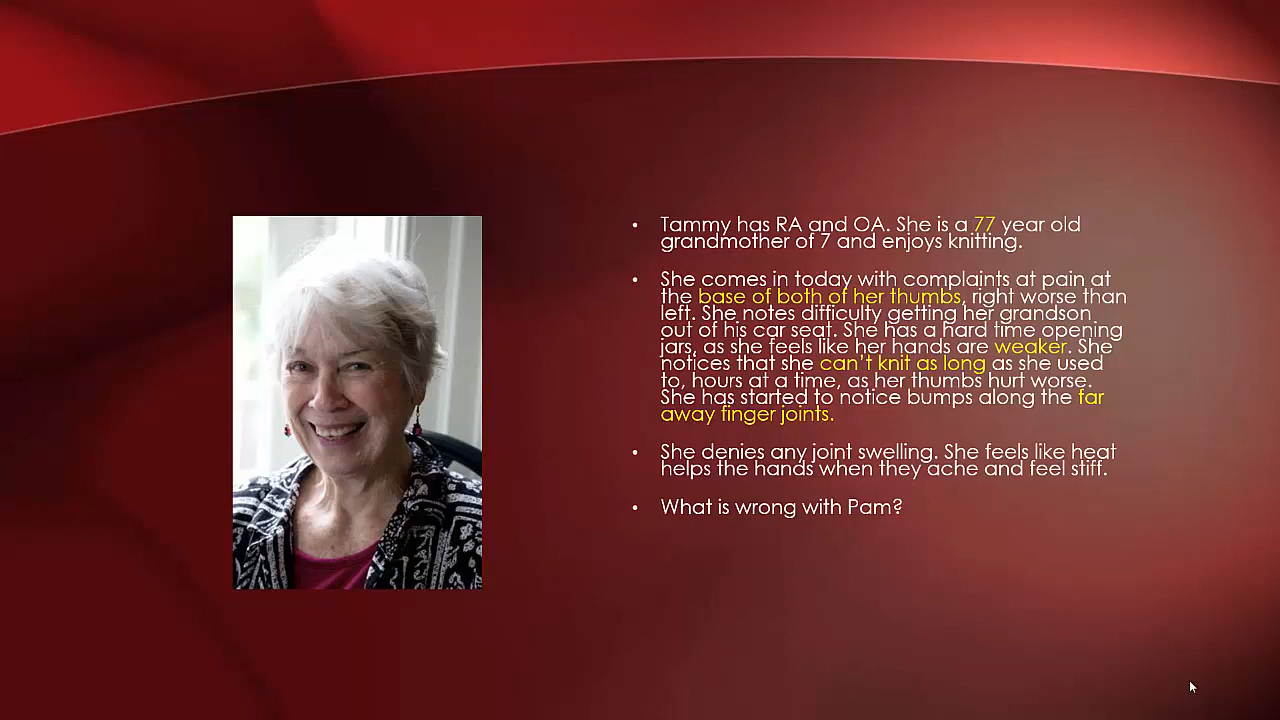 • Tammy has RA and OA. She is a 77 year old
grandmother of 7 and enjoys knitting.
• She comes in today with complaints at pain at
the base of both of her thumbs, right worse than
left. She notes difficulty getting her grandson
out of his car seat. She has a hard time opening
jars, as she feels like her hands are weaker. She
notices that she can't knit as long as she used
to, hours at a time, as her thumbs hurt worse.
She has started to notice bumps along the far
away finger joints.
• She denies any joint swelling. She feels like heat
helps the hands when they ache and feel stiff.
• What is wrong with Pam?